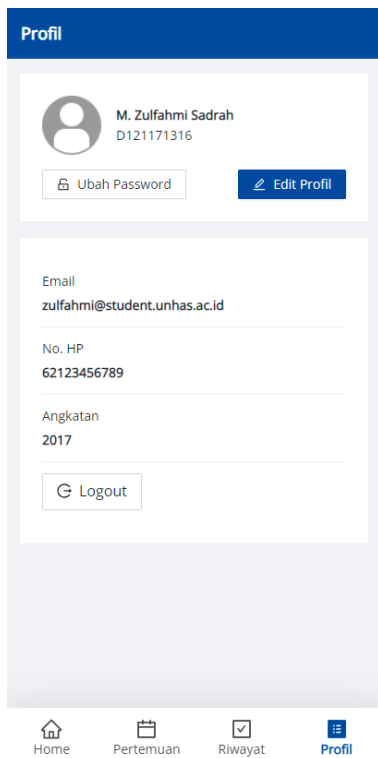 Profil
M. Zulfahmi Sadrah
D121171316
Ubah Password
Edit Profil
Email
zulfahmi@student.unhas.ac.id
No. HP
62123456789
Angkatan
2017
Logout
Home
Pertemuan
Riwayat
Profil